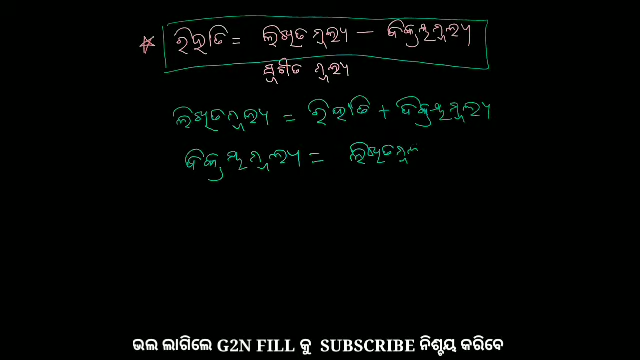 ରିହାତି = ଲିଖିତ ମୂଲ୍ୟ − ବିକ୍ରୟ ମୂଲ୍ୟ
ସୂଚିତ ମୂଲ୍ୟ
ଲିଖିତ ମୂଲ୍ୟ = ରିହାତି + ବିକ୍ରୟ ମୂଲ୍ୟ
ବିକ୍ରୟ ମୂଲ୍ୟ = ଲିଖିତ ମୂଲ
ଭଲ ଲାଗିଲେ G2N FILL କୁ SUBSCRIBE ନିଶ୍ଚୟ କରିବେ